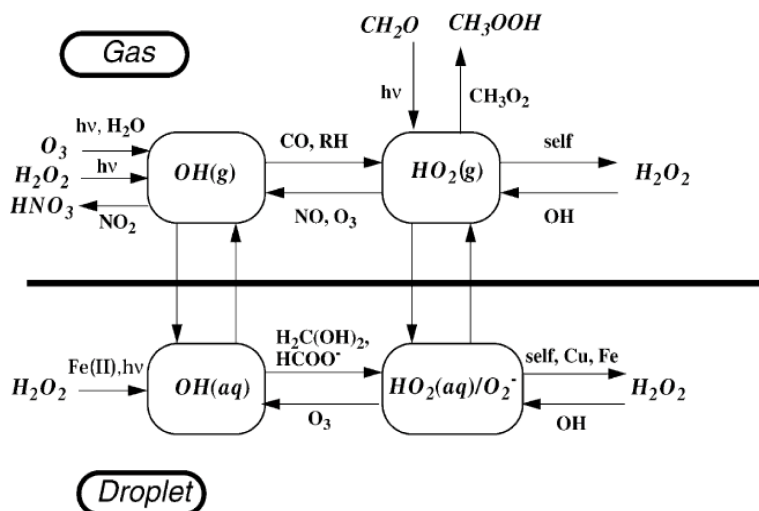 Gas
CH₂O
CH₃OOH
hν
CH₃O₂
hν, H₂O
O₃
H₂O₂
hν
HNO₃
NO₂
OH(g)
CO, RH
NO, O₃
HO₂(g)
self
H₂O₂
OH
H₂O₂
Fe(II),hν
OH(aq)
H₂C(OH)₂,
HCOO⁻
O₃
HO₂(aq)/O₂⁻
self, Cu, Fe
H₂O₂
OH
Droplet